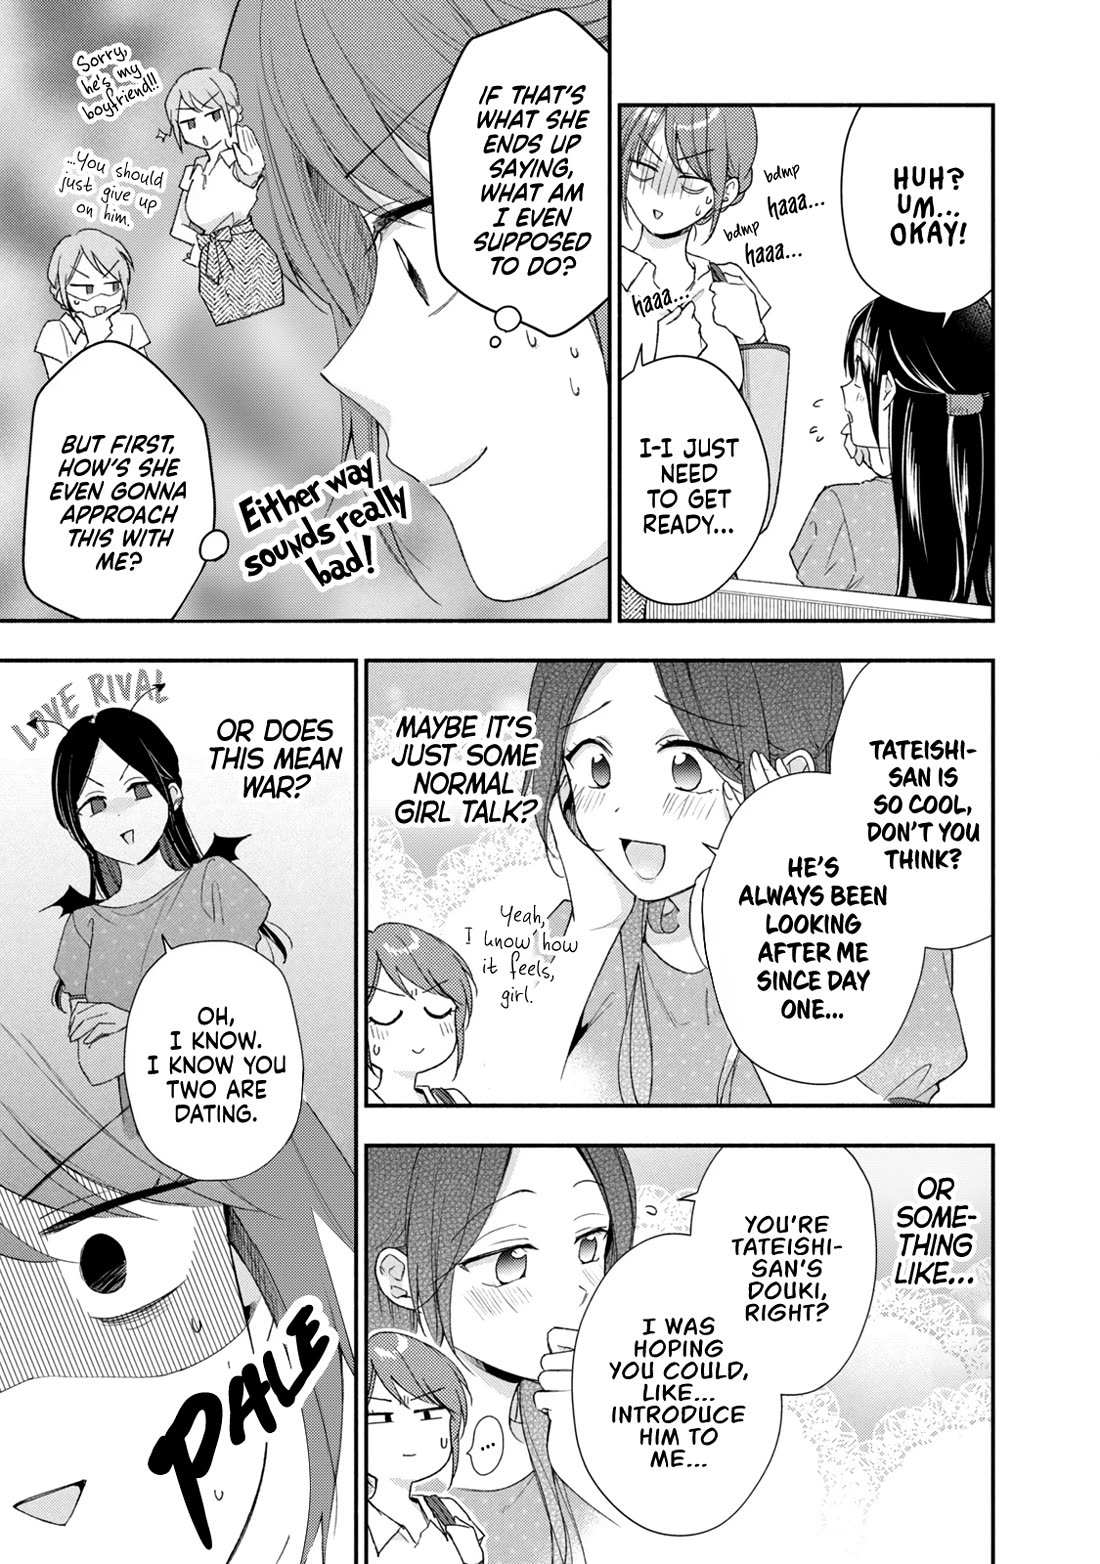 HUH?
UM...
OKAY!
bdmp
haaa...
bdmp
haaa...
haaa...
I-I JUST
NEED
TO GET
READY...
IF THAT'S
WHAT SHE
ENDS UP
SAYING,
WHAT AM
I EVEN
SUPPOSED
TO DO?
Sorry,
he's my
boyfriend!!
...You should
just give up
on him.
BUT FIRST,
HOW'S SHE
EVEN GONNA
APPROACH
THIS WITH
ME?
Either way
sounds really
bad!
TATEISHI-
SAN IS
SO COOL,
DON'T YOU
THINK?
HE'S
ALWAYS BEEN
LOOKING
AFTER ME
SINCE DAY
ONE...
MAYBE IT'S
JUST SOME
NORMAL
GIRL TALK?
Yeah,
I know how
it feels,
girl.
OR
SOME-
THING
LIKE...
YOU'RE
TATEISHI-
SAN'S
DOUKI,
RIGHT?
I WAS
HOPING
YOU COULD,
LIKE...
INTRODUCE
HIM TO
ME...
...
OR DOES
THIS MEAN
WAR?
LOVE RIVAL
OH,
I KNOW.
I KNOW YOU
TWO ARE
DATING.
PALE